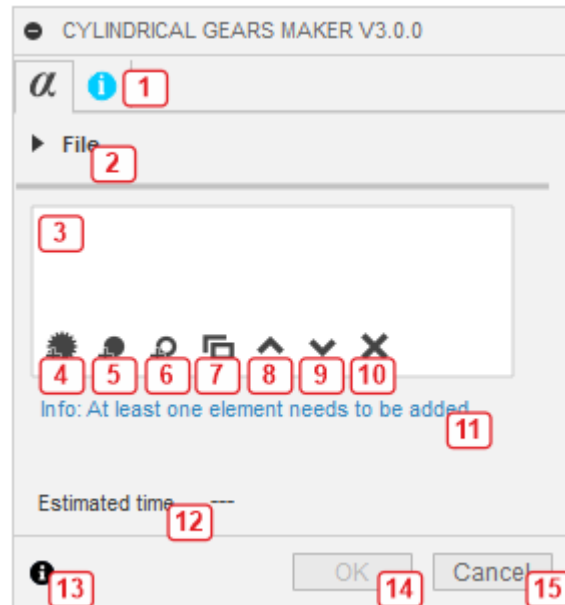 CYLINDRICAL GEARS MAKER V3.0.0
α i 1
File
2
3
4 5 6 7 8 9 10
Info: At least one element needs to be added
11
Estimated time ---
12
OK Cancel
i 13 14 15